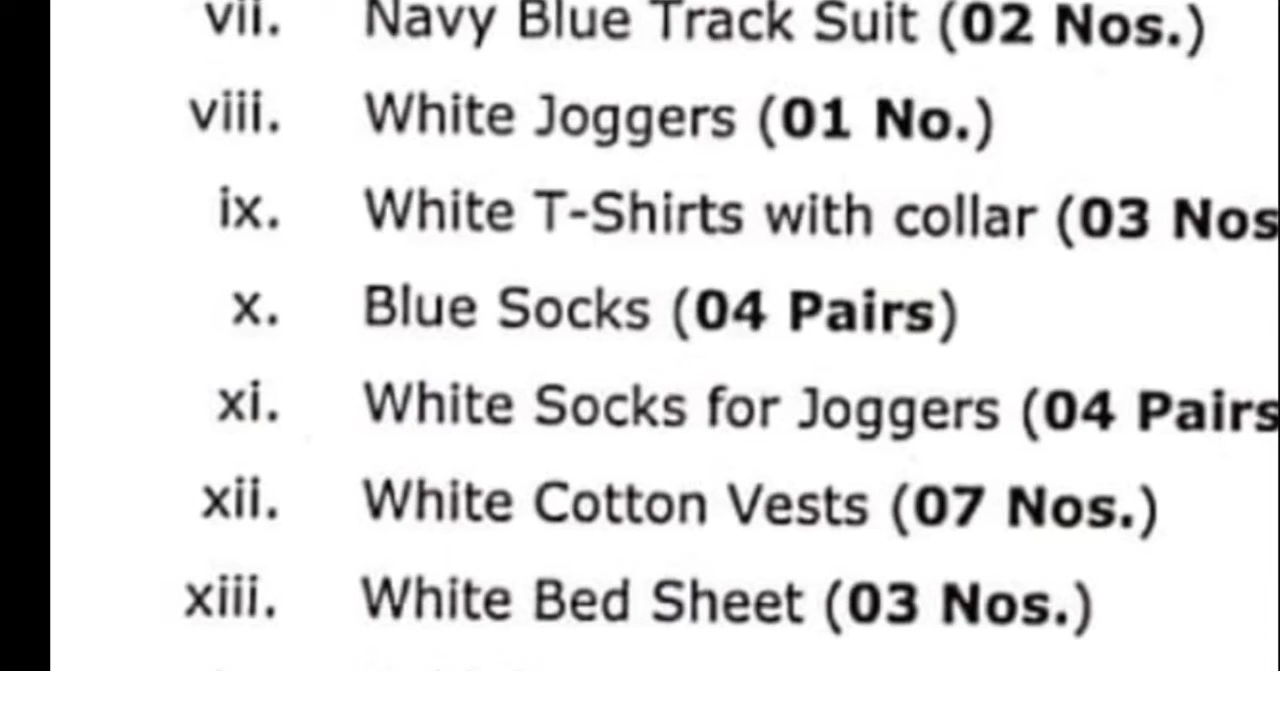 vii. Navy Blue Track Suit (02 Nos.)
viii. White Joggers (01 No.)
ix. White T-Shirts with collar (03 Nos
x. Blue Socks (04 Pairs)
xi. White Socks for Joggers (04 Pairs
xii. White Cotton Vests (07 Nos.)
xiii. White Bed Sheet (03 Nos.)